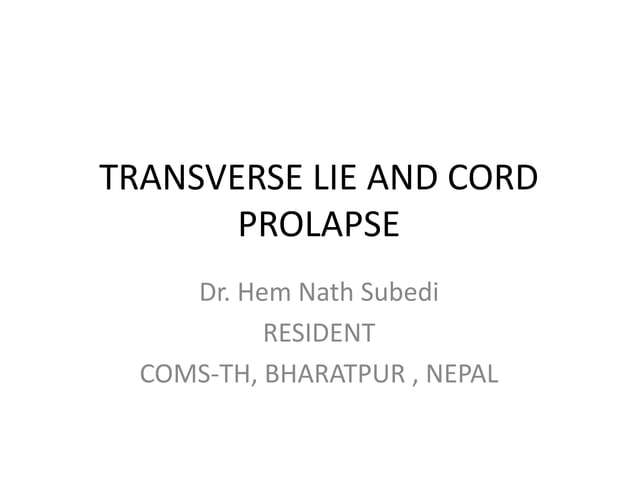 TRANSVERSE LIE AND CORD
PROLAPSE
Dr. Hem Nath Subedi
RESIDENT
COMS-TH, BHARATPUR , NEPAL